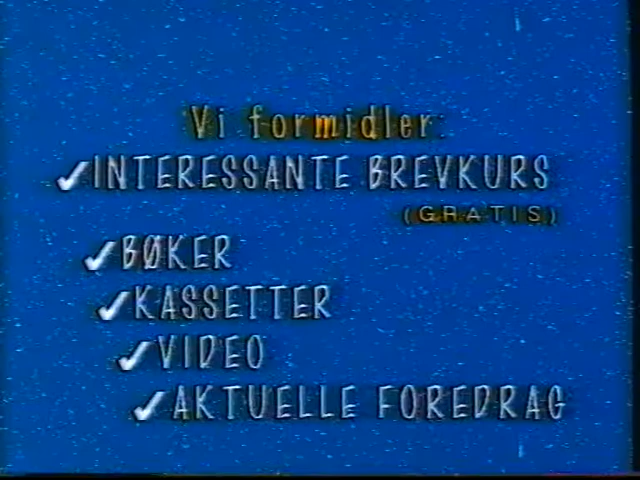 Vi formidler:
INTERESSANTE BREVKURS
(GRATIS)
BØKER
KASSETTER
VIDEO
AKTUELLE FOREDRAG